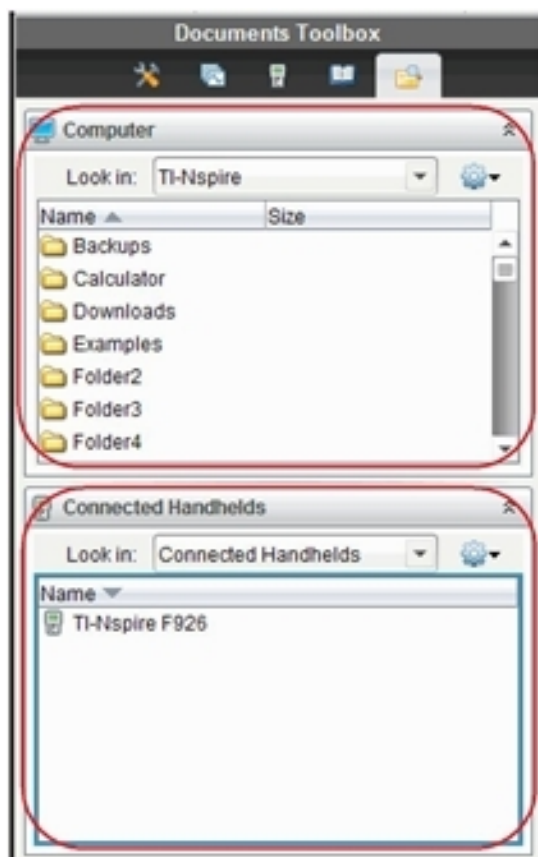 Documents Toolbox
Computer
Look in: TI-Nspire
Name Size
Backups
Calculator
Downloads
Examples
Folder2
Folder3
Folder4
Connected Handhelds
Look in: Connected Handhelds
Name
TI-Nspire F926